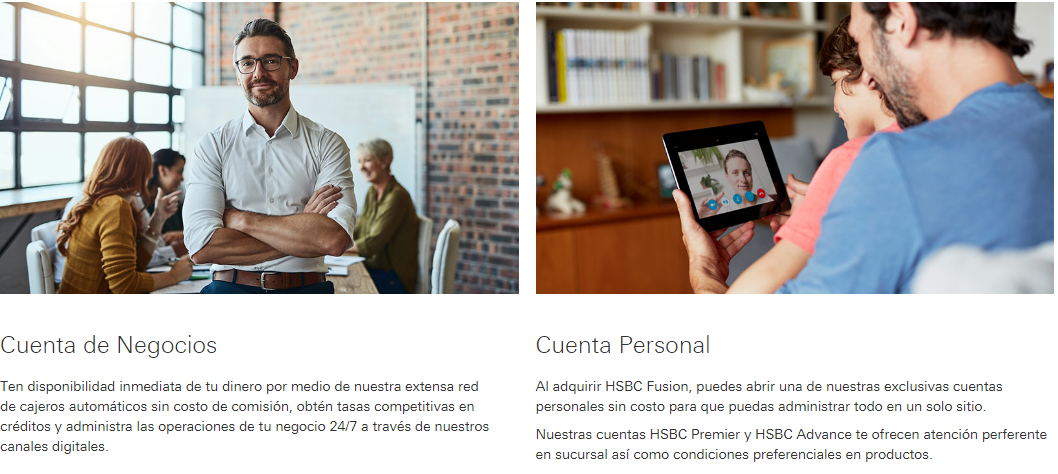 Cuenta de Negocios
Ten disponibilidad inmediata de tu dinero por medio de nuestra extensa red
de cajeros automáticos sin costo de comisión, obtén tasas competitivas en
créditos y administra las operaciones de tu negocio 24/7 a través de nuestros
canales digitales.
Cuenta Personal
Al adquirir HSBC Fusion, puedes abrir una de nuestras exclusivas cuentas
personales sin costo para que puedas administrar todo en un solo sitio.
Nuestras cuentas HSBC Premier y HSBC Advance te ofrecen atención perferente
en sucursal así como condiciones preferenciales en productos.